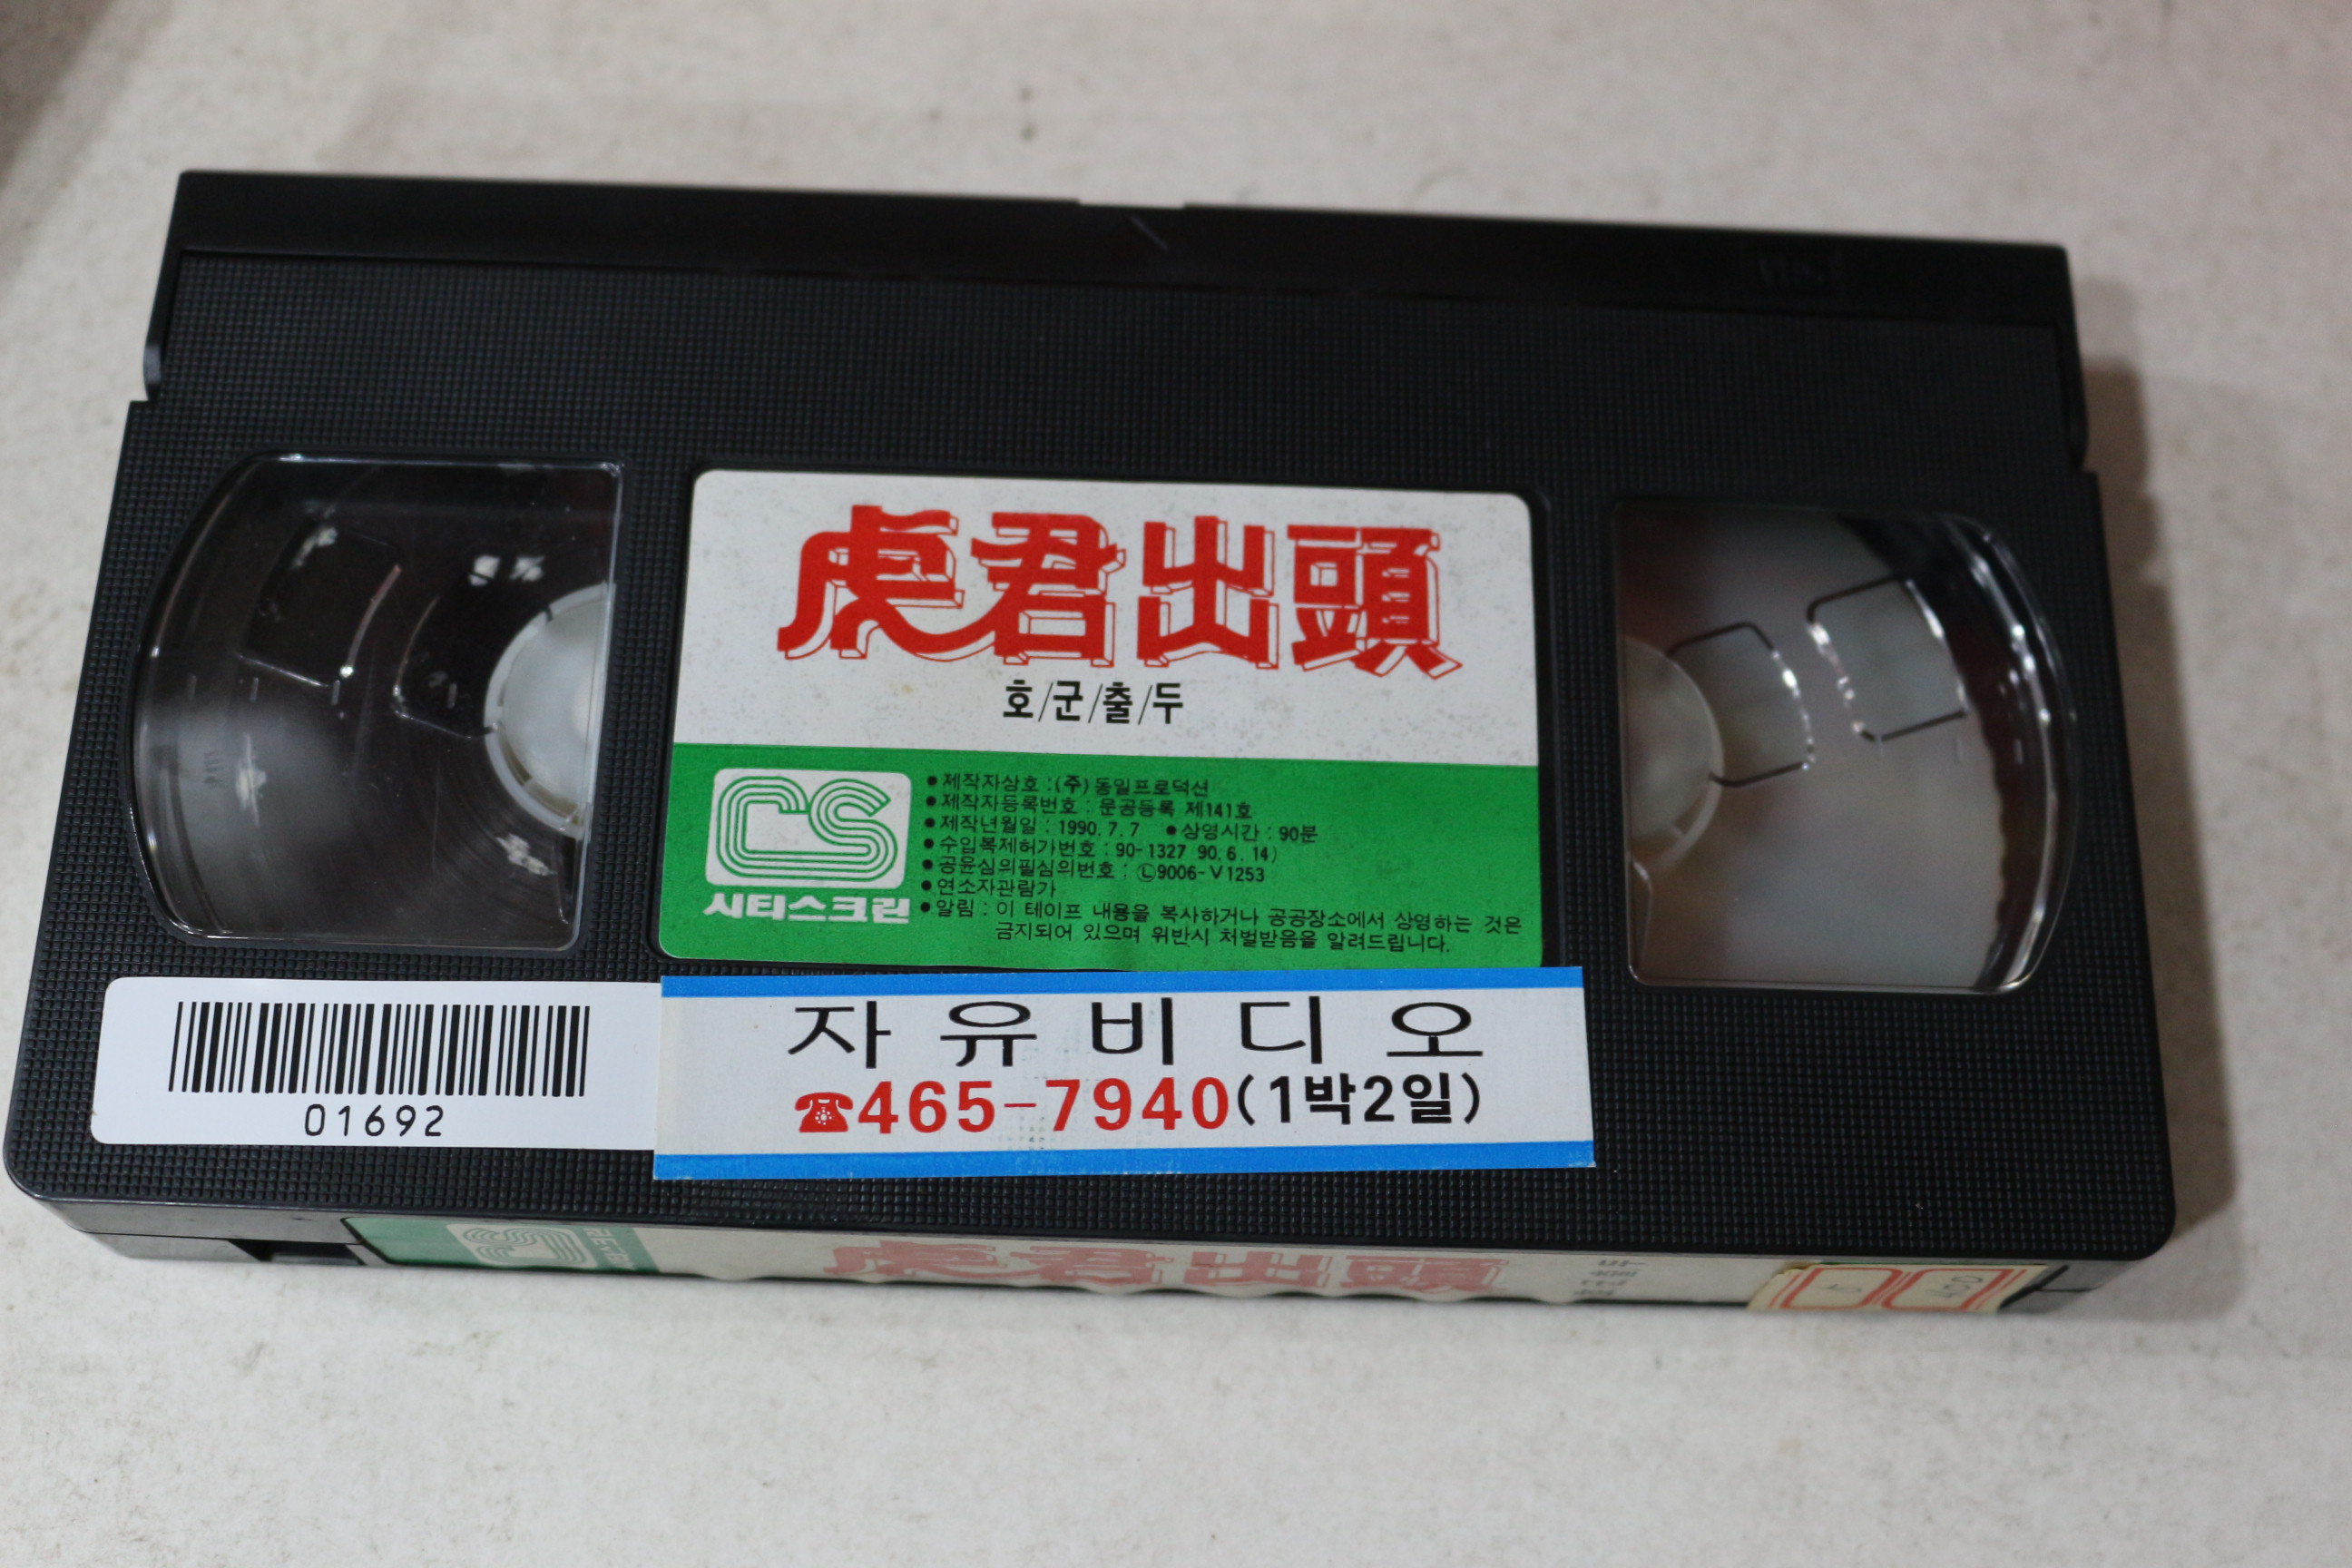 VHS
虎君出頭
호/군/출/두
CS
시티스크린
●제작자상호 :(주)동일프로덕션
●제작자등록번호 : 문공등록 제141호
●제작년월일 : 1990. 7. 7 ●상영시간 : 90분
●수입복제허가번호 : 90-1327 90. 6. 14)
●공윤심의필심의번호 : Ⓛ9006-V1253
●연소자관람가
●알림 : 이 테이프 내용을 복사하거나 공공장소에서 상영하는 것은
금지되어 있으며 위반시 처벌받음을 알려드립니다.
01692
자유비디오
☎465-7940(1박2일)
CS
虎君出頭
5